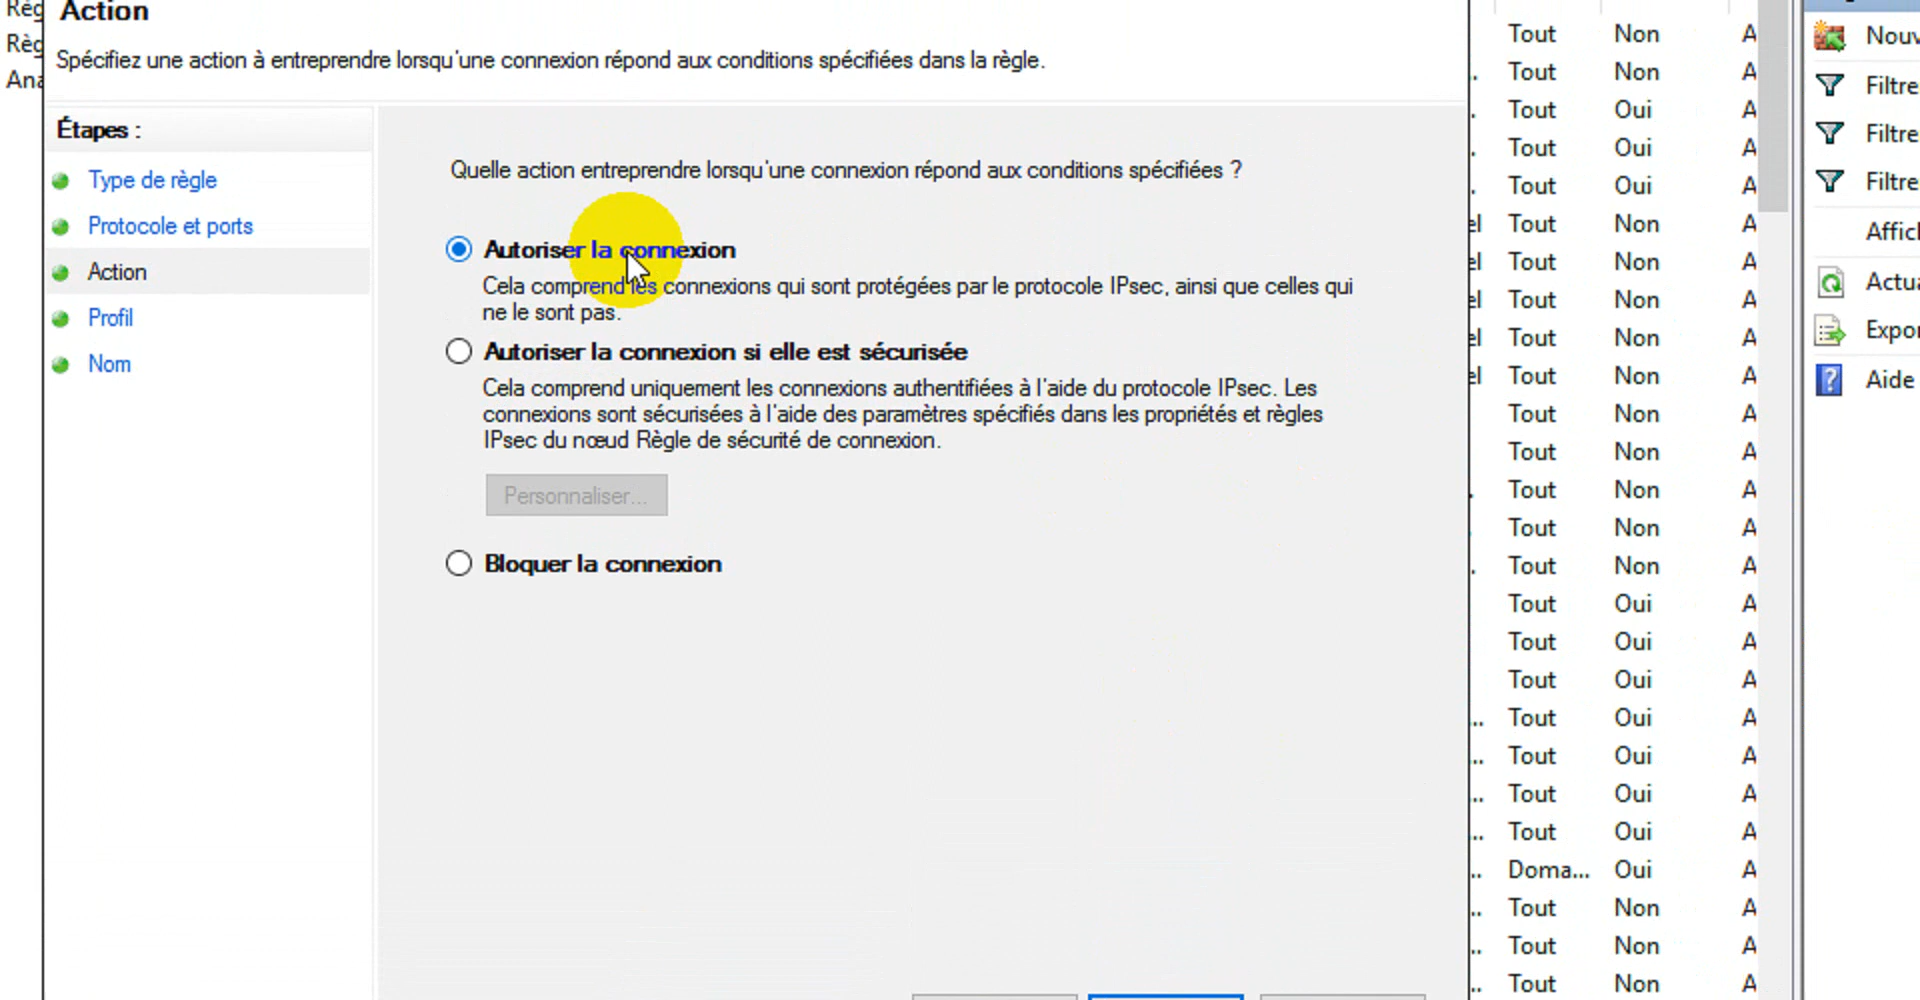 Action
Spécifiez une action à entreprendre lorsqu'une connexion répond aux conditions spécifiées dans la règle.
Étapes :
Type de règle
Protocole et ports
Action
Profil
Nom
Quelle action entreprendre lorsqu'une connexion répond aux conditions spécifiées ?
Autoriser la connexion
Cela comprend les connexions qui sont protégées par le protocole IPsec, ainsi que celles qui
ne le sont pas.
Autoriser la connexion si elle est sécurisée
Cela comprend uniquement les connexions authentifiées à l'aide du protocole IPsec. Les
connexions sont sécurisées à l'aide des paramètres spécifiés dans les propriétés et règles
IPsec du nœud Règle de sécurité de connexion.
Personnaliser...
Bloquer la connexion
Tout Non A
Tout Non A
Tout Oui A
Tout Oui A
Tout Oui A
Tout Non A
Tout Non A
Tout Non A
Tout Non A
Tout Non A
Tout Non A
Tout Non A
Tout Non A
Tout Non A
Tout Non A
Tout Oui A
Tout Oui A
Tout Oui A
Tout Oui A
Tout Oui A
Tout Oui A
Tout Oui A
Doma... Oui A
Tout Non A
Tout Non A
Tout Non A
Nouv
Filtre
Filtre
Filtre
Affic
Actua
Expor
Aide